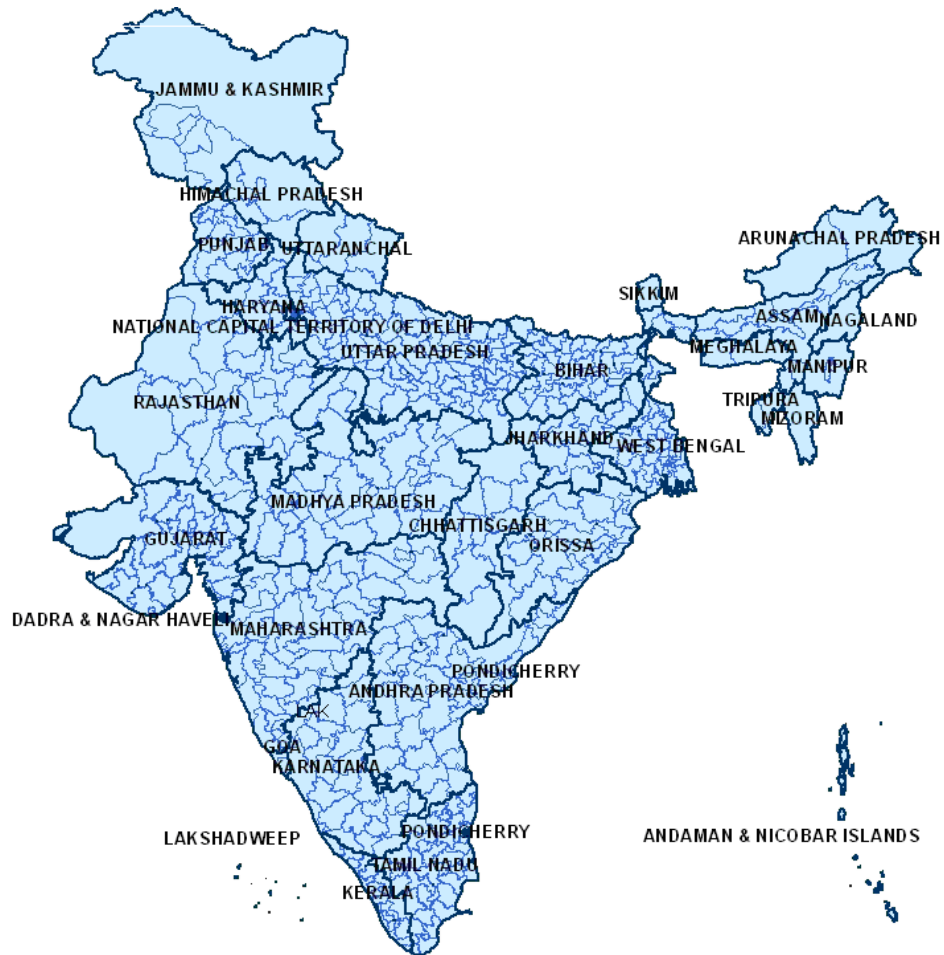 JAMMU & KASHMIR
HIMACHAL PRADESH
PUNJAB
UTTARANCHAL
ARUNACHAL PRADESH
SIKKIM
HARYANA
ASSAM
NAGALAND
NATIONAL CAPITAL TERRITORY OF DELHI
MEGHALAYA
UTTAR PRADESH
MANIPUR
BIHAR
RAJASTHAN
TRIPURA
MIZORAM
JHARKHAND
WEST BENGAL
MADHYA PRADESH
CHHATTISGARH
GUJARAT
ORISSA
DADRA & NAGAR HAVELI
MAHARASHTRA
PONDICHERRY
ANDHRA PRADESH
LAK
GOA
KARNATAKA
LAKSHADWEEP
PONDICHERRY
ANDAMAN & NICOBAR ISLANDS
TAMIL NADU
KERALA